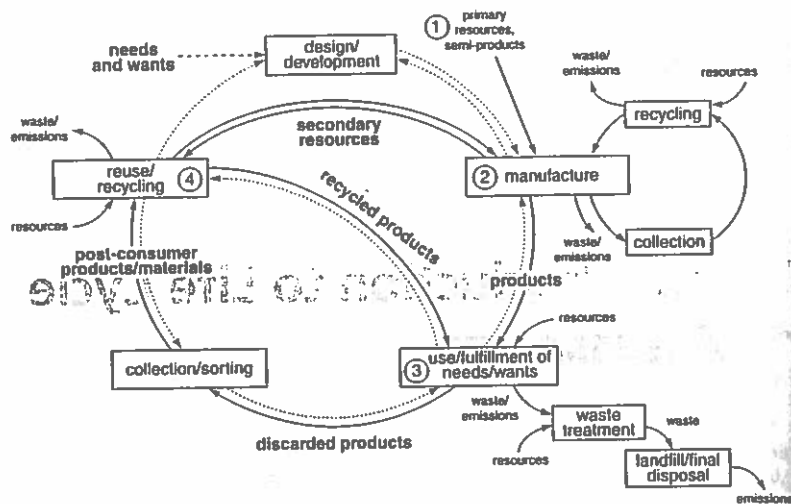 needs
and wants
design/
development
1
primary
resources,
semi-products
waste/
emissions
resources
recycling
waste/
emissions
secondary
resources
reuse/
recycling
4
2
manufacture
resources
recycled products
waste/
emissions
collection
post-consumer
products/materials
products
resources
collection/sorting
3
use/fulfillment of
needs/wants
waste/
emissions
discarded products
waste
treatment
waste
resources
landfill/final
disposal
emissions